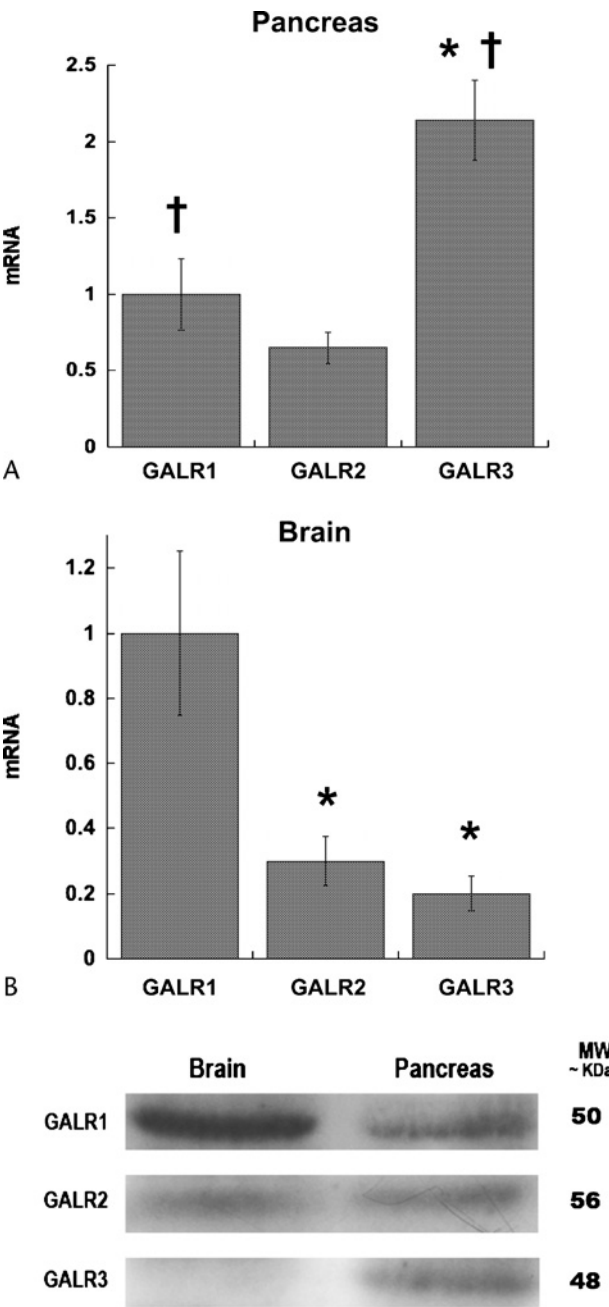 Pancreas
* †
2.5
2
†
1.5
mRNA
1
0.5
0
A
GALR1 GALR2 GALR3
Brain
1.2
1
0.8
mRNA
0.6
*
*
0.4
0.2
0
B
GALR1 GALR2 GALR3
Brain Pancreas MW
~ KDa
GALR1 50
GALR2 56
GALR3 48